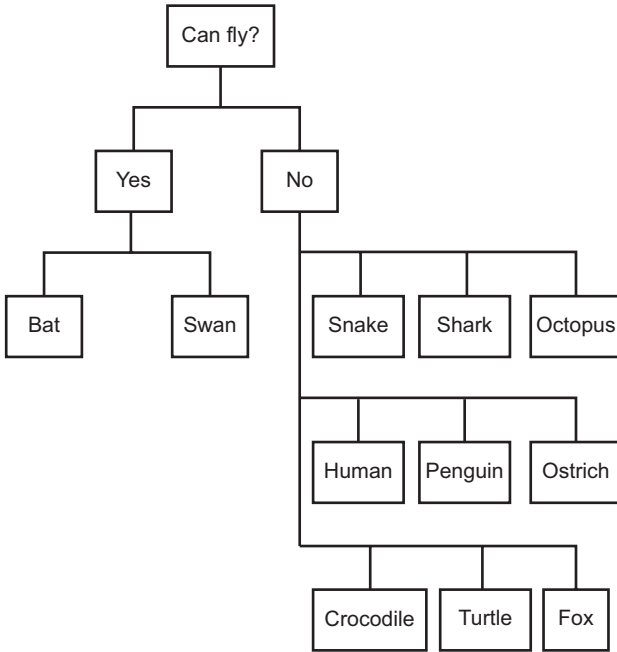 Can fly?
Yes
No
Bat
Swan
Snake
Shark
Octopus
Human
Penguin
Ostrich
Crocodile
Turtle
Fox